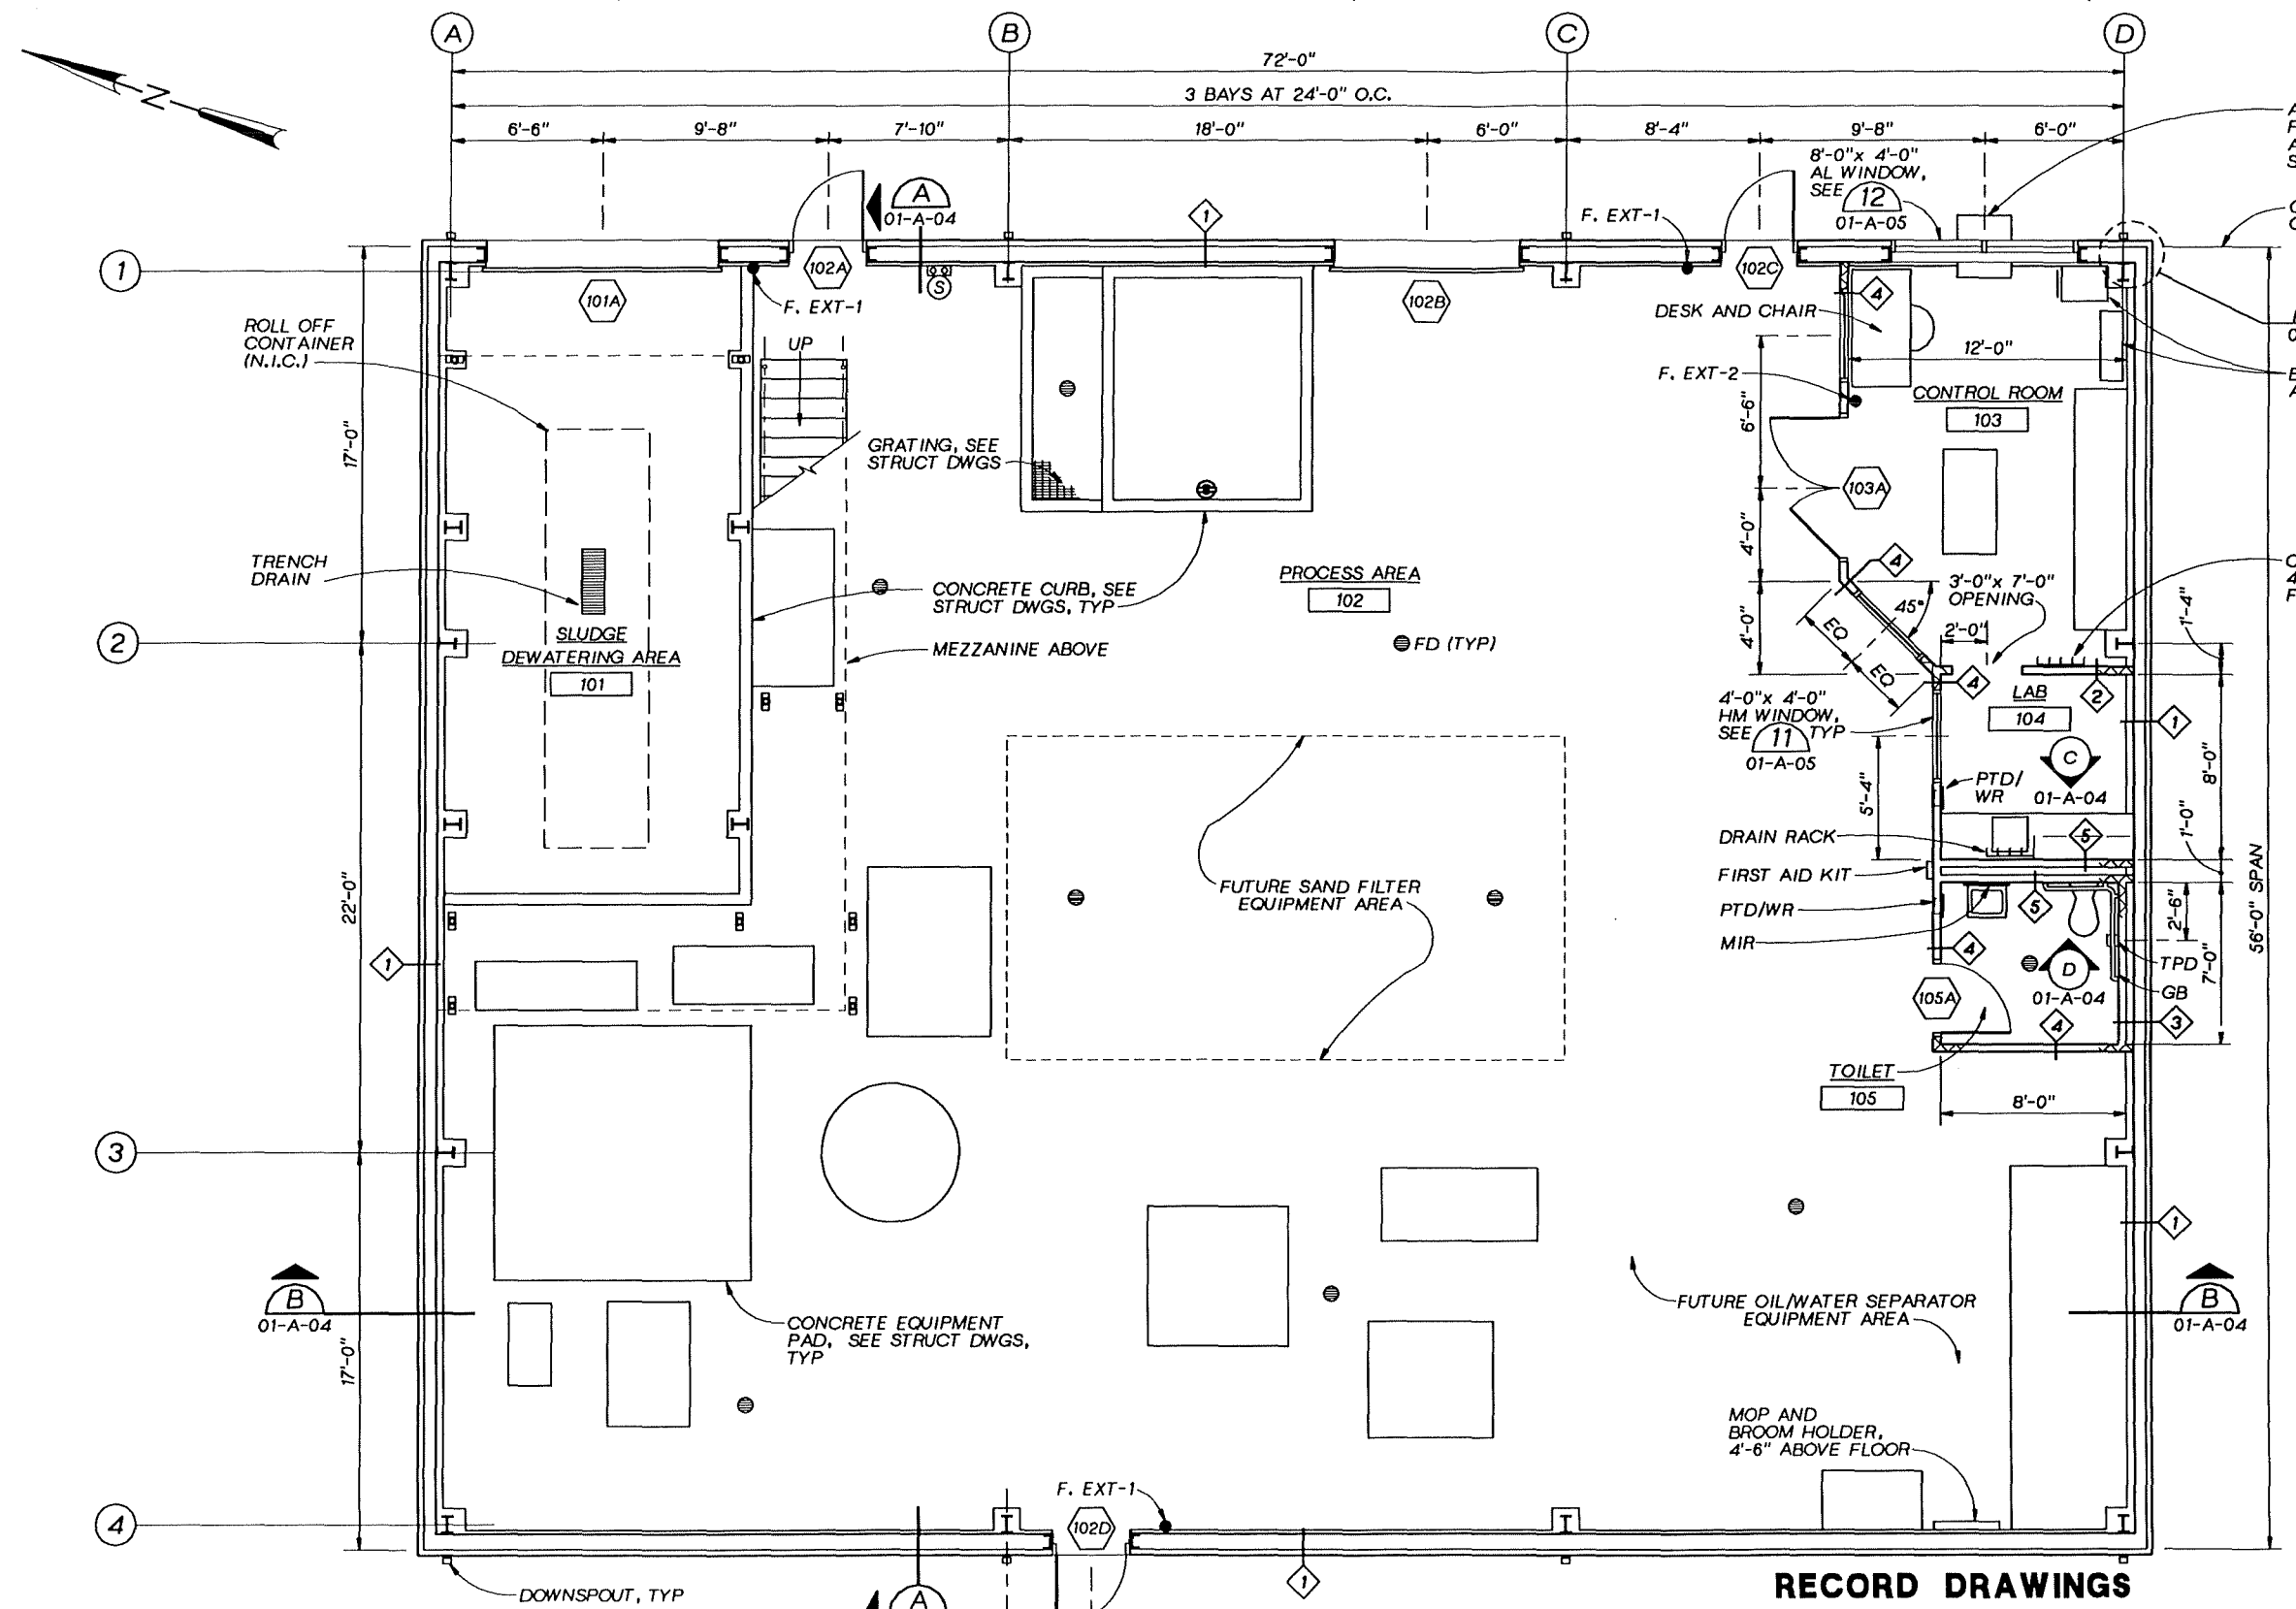 A
B
C
D
72'-0"
3 BAYS AT 24'-0" O.C.
6'-6"
9'-8"
7'-10"
18'-0"
6'-0"
8'-4"
9'-8"
6'-0"
N
8'-0"x 4'-0"
AL WINDOW,
SEE
12
01-A-05
A
01-A-04
1
F. EXT-1
1
101A
102A
F. EXT-1
S
102B
102C
4
DESK AND CHAIR
ROLL OFF
CONTAINER
(N.I.C.)
UP
12'-0"
F. EXT-2
CONTROL ROOM
103
6'-6"
17'-0"
GRATING, SEE
STRUCT DWGS
103A
4'-0"
4
TRENCH
DRAIN
CONCRETE CURB, SEE
STRUCT DWGS, TYP
PROCESS AREA
102
3'-0"x 7'-0"
OPENING
45°
1'-4"
2
SLUDGE
DEWATERING AREA
101
MEZZANINE ABOVE
FD (TYP)
4'-0"
EQ
EQ
2'-0"
4
2
LAB
104
1
4'-0"x 4'-0"
HM WINDOW,
SEE
11
TYP
01-A-05
C
01-A-04
8'-0"
PTD/
WR
5'-4"
DRAIN RACK
5
1'-0"
FIRST AID KIT
FUTURE SAND FILTER
EQUIPMENT AREA
PTD/WR
5
2'-6"
MIR
4
22'-0"
56'-0" SPAN
1
TPD
D
01-A-04
7'-0"
GB
105A
4
3
TOILET
105
8'-0"
3
1
B
01-A-04
B
01-A-04
FUTURE OIL/WATER SEPARATOR
EQUIPMENT AREA
CONCRETE EQUIPMENT
PAD, SEE STRUCT DWGS,
TYP
17'-0"
MOP AND
BROOM HOLDER,
4'-6" ABOVE FLOOR
F. EXT-1
4
102D
DOWNSPOUT, TYP
A
1
RECORD DRAWINGS